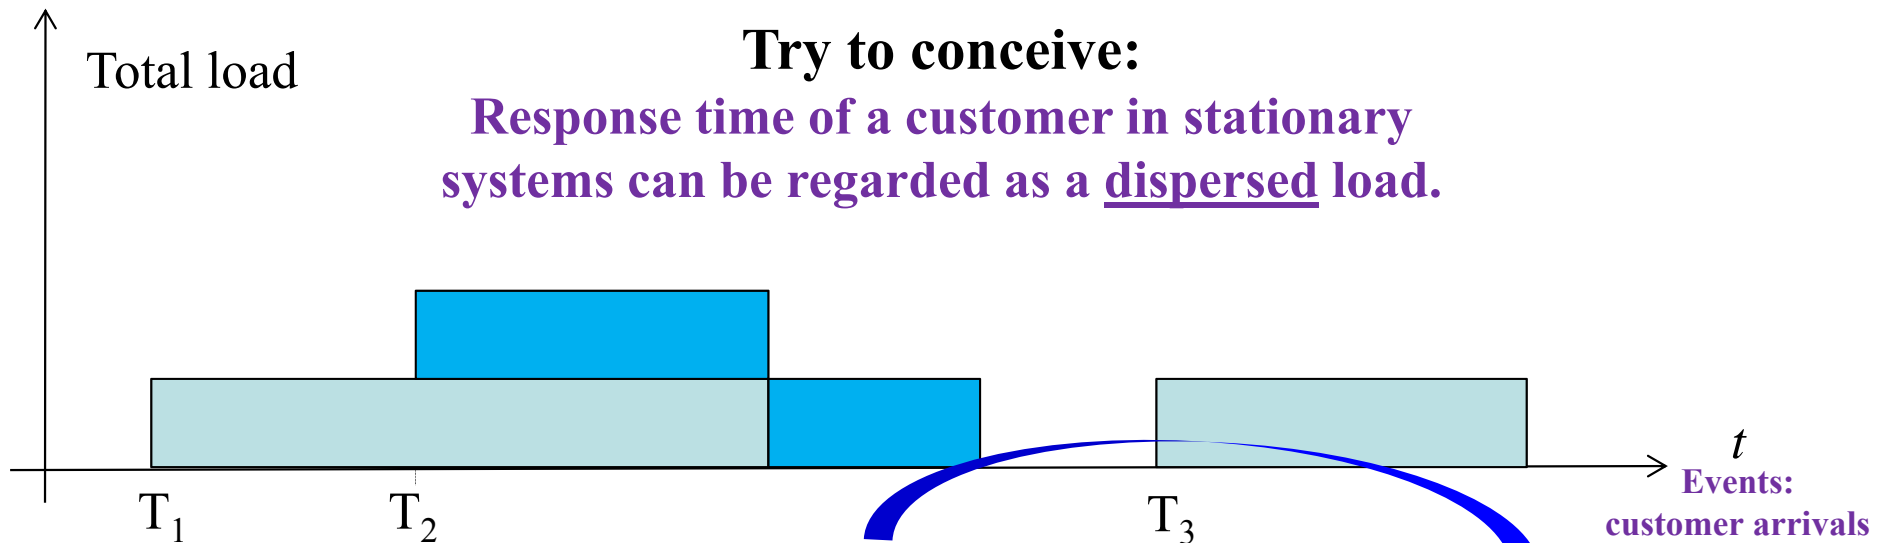 Try to conceive:
Total load
Response time of a customer in stationary
systems can be regarded as a dispersed load.
t
Events:
customer arrivals
T1
T2
T3